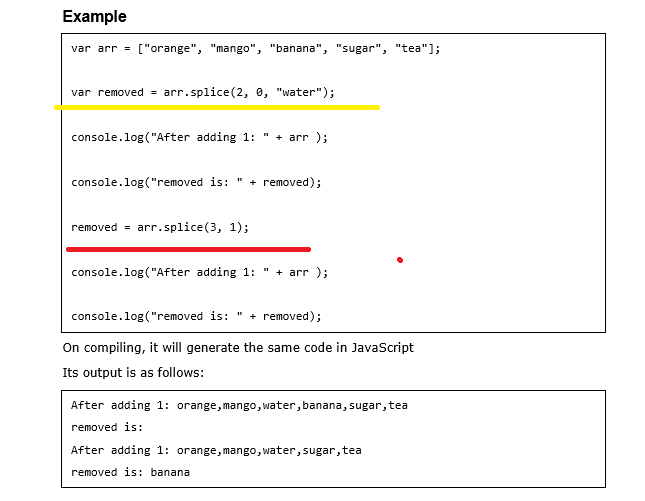 Example
var arr = ["orange", "mango", "banana", "sugar", "tea"];
var removed = arr.splice(2, 0, "water");
console.log("After adding 1: " + arr );
console.log("removed is: " + removed);
removed = arr.splice(3, 1);
console.log("After adding 1: " + arr );
console.log("removed is: " + removed);
On compiling, it will generate the same code in JavaScript
Its output is as follows:
After adding 1: orange,mango,water,banana,sugar,tea
removed is:
After adding 1: orange,mango,water,sugar,tea
removed is: banana